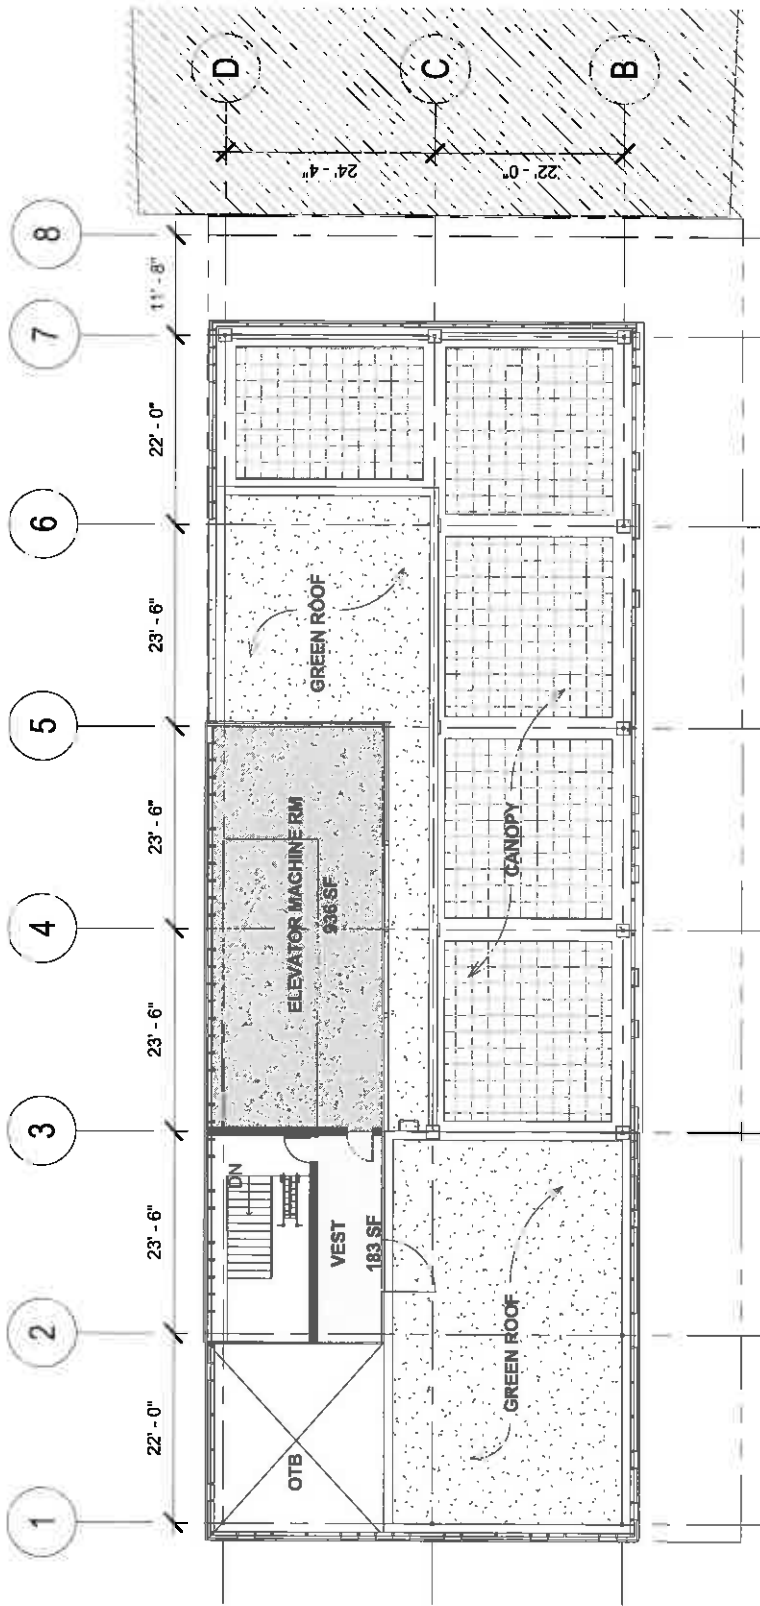 1
2
3
4
5
6
7
8
22' - 0"
23' - 6"
23' - 6"
23' - 6"
23' - 6"
22' - 0"
11' - 8"
D
C
B
24' - 4"
22' - 0"
OTB
DN
VEST
183 SF
ELEVATOR MACHINE RM
936 SF
GREEN ROOF
CANOPY
GREEN ROOF